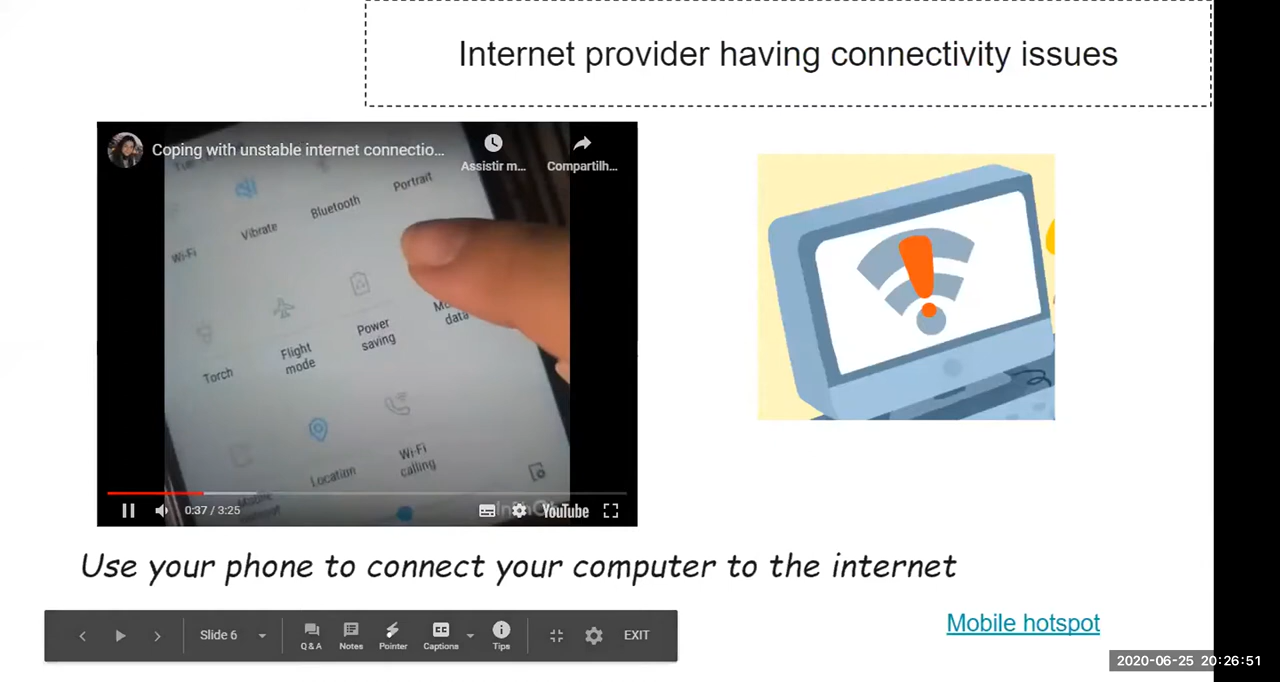 Internet provider having connectivity issues
Coping with unstable internet connectio...
Assistir m...
Compartilh...
Portrait
Bluetooth
Vibrate
Wi-Fi
Power
saving
data
Flight
mode
Torch
Wi-Fi
calling
Location
0:37 / 3:25
YouTube
Use your phone to connect your computer to the internet
Slide 6
Q&A
Notes
Pointer
CC
Captions
Tips
EXIT
Mobile hotspot
2020-06-25 20:26:51